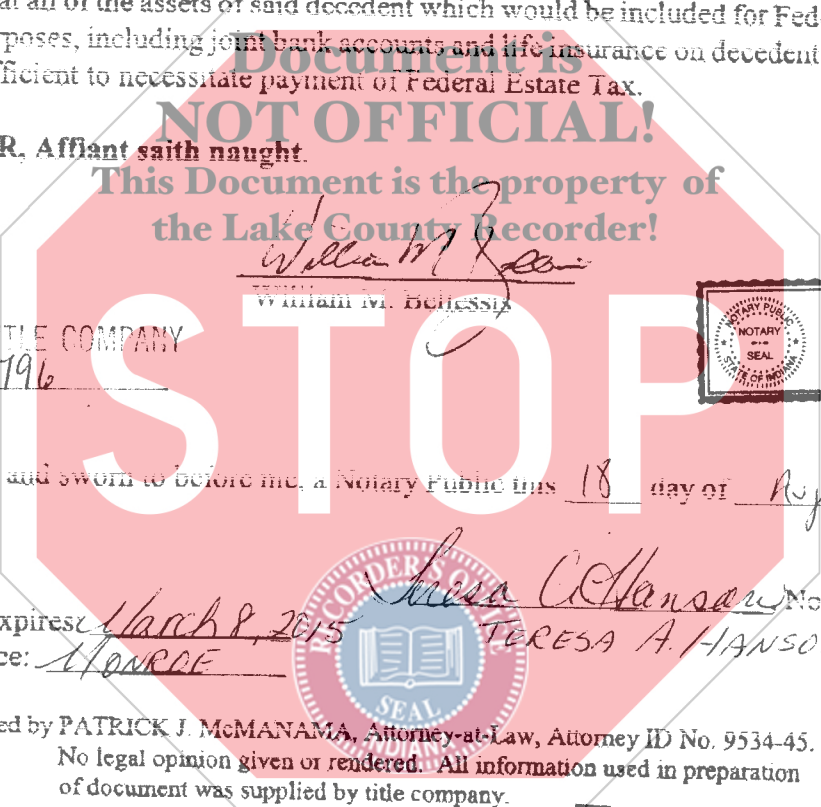 at all of the assets of said decedent which would be included for Fed
rposes, including joint bank accounts and life insurance on decedent
fficient to necessitate payment of Federal Estate Tax.
Document is
NOT OFFICIAL!
R, Affiant saith naught.
This Document is the property of
the Lake County Recorder!
William M. Bellessis
TLE COMPANY
796
NOTARY PUBLIC
NOTARY
SEAL
STATE OF INDIANA
STOP
and sworn to before me, a Notary Public this 18 day of Aug
Teresa A. Hanson No
xpires: March 8, 2015 TERESA A. HANSO
ce: MONROE
RECORDER'S OFFICE
SEAL
INDIANA
ed by PATRICK J. McMANAMA, Attorney-at-Law, Attorney ID No. 9534-45.
No legal opinion given or rendered. All information used in preparation
of document was supplied by title company.